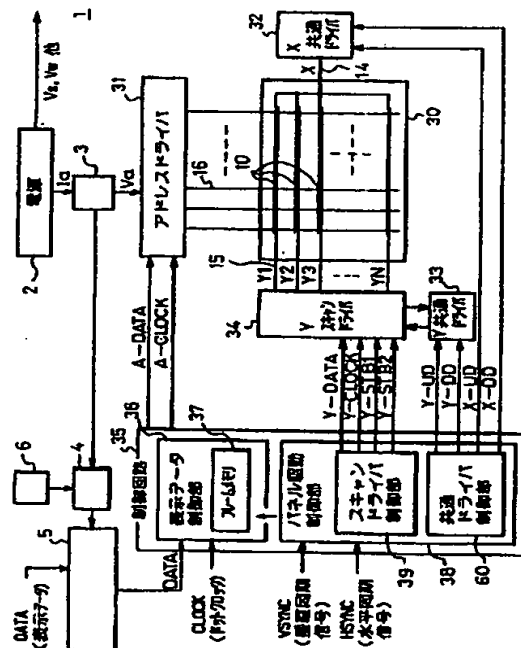 1
Vs, Vw 他
電源
2
Ia
3
Va
31
アドレスドライバ
32
X
共通
ドライバ
X
14
30
10
16
15
Y1
Y2
Y3
YN
34
Y
スキャン
ドライバ
33
Y共通
ドライバ
A-DATA
A-CLOCK
Y-DATA
Y-CLOCK
Y-STB1
Y-STB2
Y-UD
Y-DD
X-UD
X-DD
6
4
5
35
制御回路
36
表示データ
制御部
37
フレームメモリ
パネル駆動
制御部
スキャン
ドライバ
制御部
39
共通
ドライバ
制御部
38
60
DATA
DATA
(表示データ)
CLOCK
(ドットクロック)
VSYNC
(垂直同期
信号)
HSYNC
(水平同期
信号)